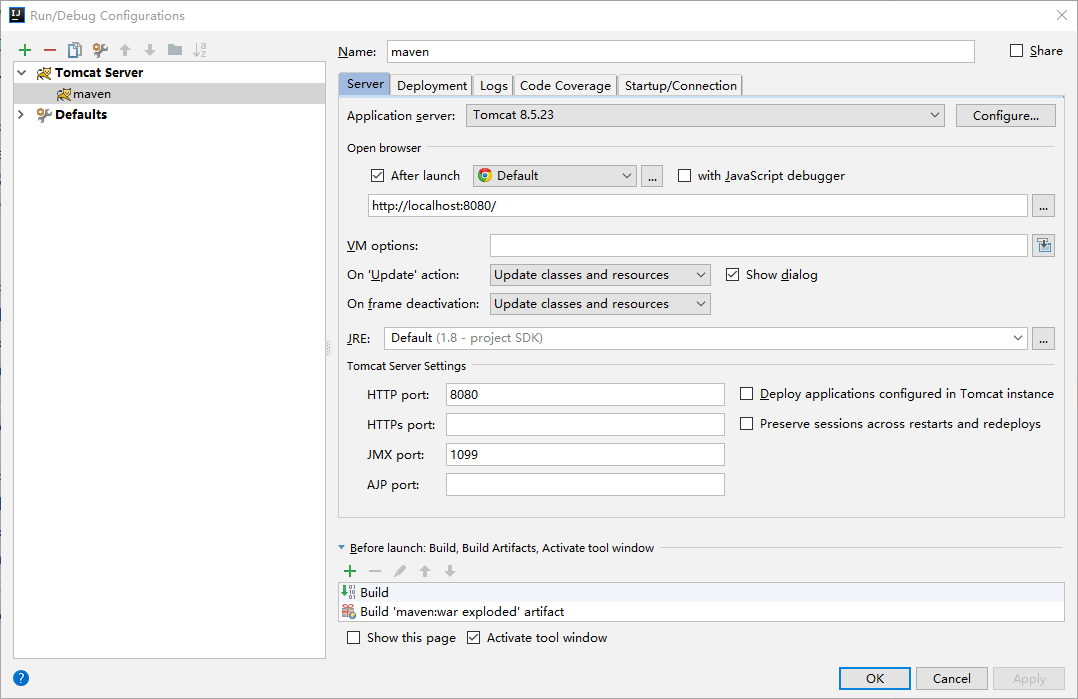 Run/Debug Configurations
Name: maven Share
Tomcat Server
maven
Defaults
Server Deployment Logs Code Coverage Startup/Connection
Application server: Tomcat 8.5.23 Configure...
Open browser
After launch Default ... with JavaScript debugger
http://localhost:8080/ ...
VM options:
On 'Update' action: Update classes and resources Show dialog
On frame deactivation: Update classes and resources
JRE: Default (1.8 - project SDK) ...
Tomcat Server Settings
HTTP port: 8080 Deploy applications configured in Tomcat instance
HTTPs port: Preserve sessions across restarts and redeploys
JMX port: 1099
AJP port:
Before launch: Build, Build Artifacts, Activate tool window
Build
Build 'maven:war exploded' artifact
Show this page Activate tool window
? OK Cancel Apply